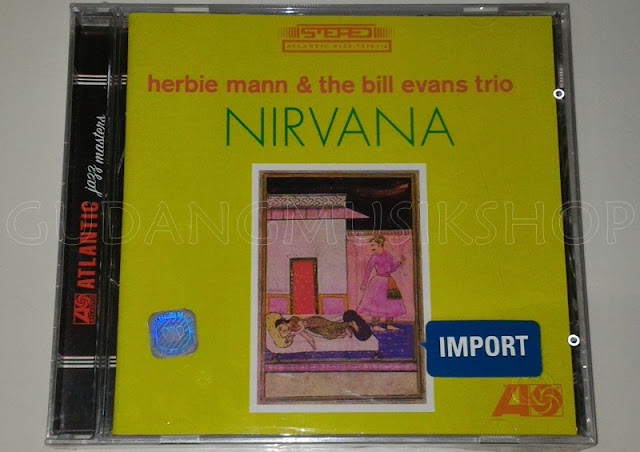 STEREO
herbie mann & the bill evans trio
NIRVANA
ATLANTIC jazz masters
GUDANGMUSIKSHOP
IMPORT